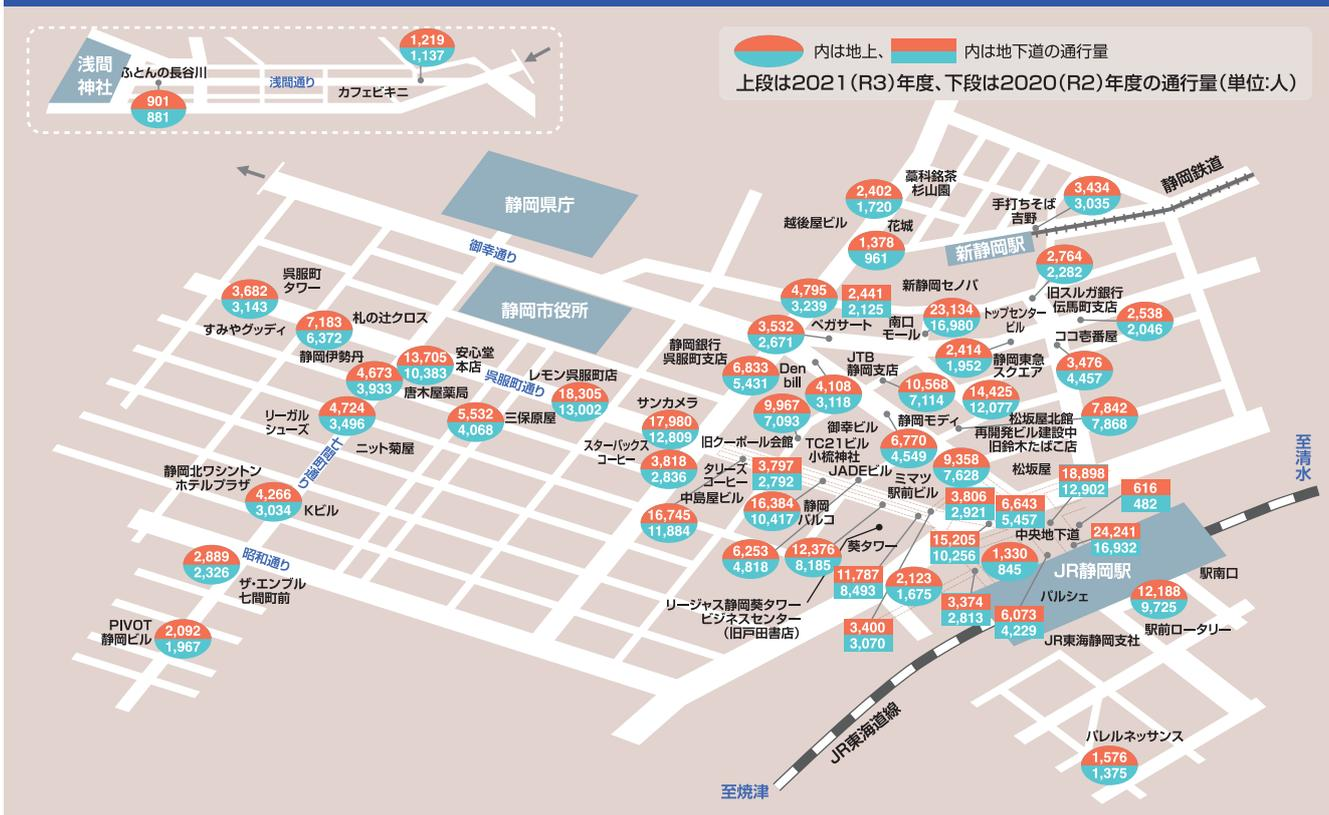 内は地上、
内は地下道の通行量
上段は2021(R3)年度、下段は2020(R2)年度の通行量(単位:人)
浅間
神社
ふとんの長谷川
901
881
浅間通り
1,219
1,137
カフェビキニ
静岡県庁
御幸通り
静岡市役所
藁科銘茶
杉山園
2,402
1,720
越後屋ビル
花城
1,378
961
手打ちそば
吉野
3,434
3,035
静岡鉄道
新静岡駅
2,764
2,282
呉服町
タワー
3,682
3,143
すみやグッディ
7,183
6,372
札の辻クロス
静岡伊勢丹
4,673
3,933
13,705
10,383
安心堂
本店
唐木屋薬局
呉服町通り
レモン呉服町店
18,305
13,002
リーガル
シューズ
4,724
3,496
ニット菊屋
5,532
4,068
三保原屋
七間町通り
静岡北ワシントン
ホテルプラザ
4,266
3,034
Kビル
昭和通り
2,889
2,326
ザ・エンブル
七間町前
PIVOT
静岡ビル
2,092
1,967
4,795
3,239
2,441
2,125
新静岡セノバ
23,134
16,980
トップセンター
ビル
旧スルガ銀行
伝馬町支店
2,538
2,046
ココ壱番屋
3,476
4,457
3,532
2,671
ペガサート
南口
モール
2,414
1,952
静岡東急
スクエア
静岡銀行
呉服町支店
6,833
5,431
Den
bill
4,108
3,118
JTB
静岡支店
10,568
7,114
14,425
12,077
7,842
7,868
サンカメラ
17,980
12,809
9,967
7,093
御幸ビル
静岡モディ
松坂屋北館
再開発ビル建設中
旧鈴木たばこ店
スターバックス
コーヒー
3,818
2,836
旧クーポール会館
TC21ビル
小梳神社
6,770
4,549
タリーズ
コーヒー
3,797
2,792
JADEビル
9,358
7,628
松坂屋
18,898
12,902
中島屋ビル
16,745
11,884
16,384
10,417
静岡
パルコ
ミマツ
駅前ビル
3,806
2,921
6,643
5,457
616
482
中央地下道
24,241
16,932
6,253
4,818
12,376
8,185
葵タワー
15,205
10,256
1,330
845
JR静岡駅
11,787
8,493
2,123
1,675
3,374
2,813
6,073
4,229
パルシェ
12,188
9,725
駅南口
駅前ロータリー
JR東海静岡支社
リージャス静岡葵タワー
ビジネスセンター
(旧戸田書店)
3,400
3,070
至清水
JR東海道線
至焼津
パレルネッサンス
1,576
1,375